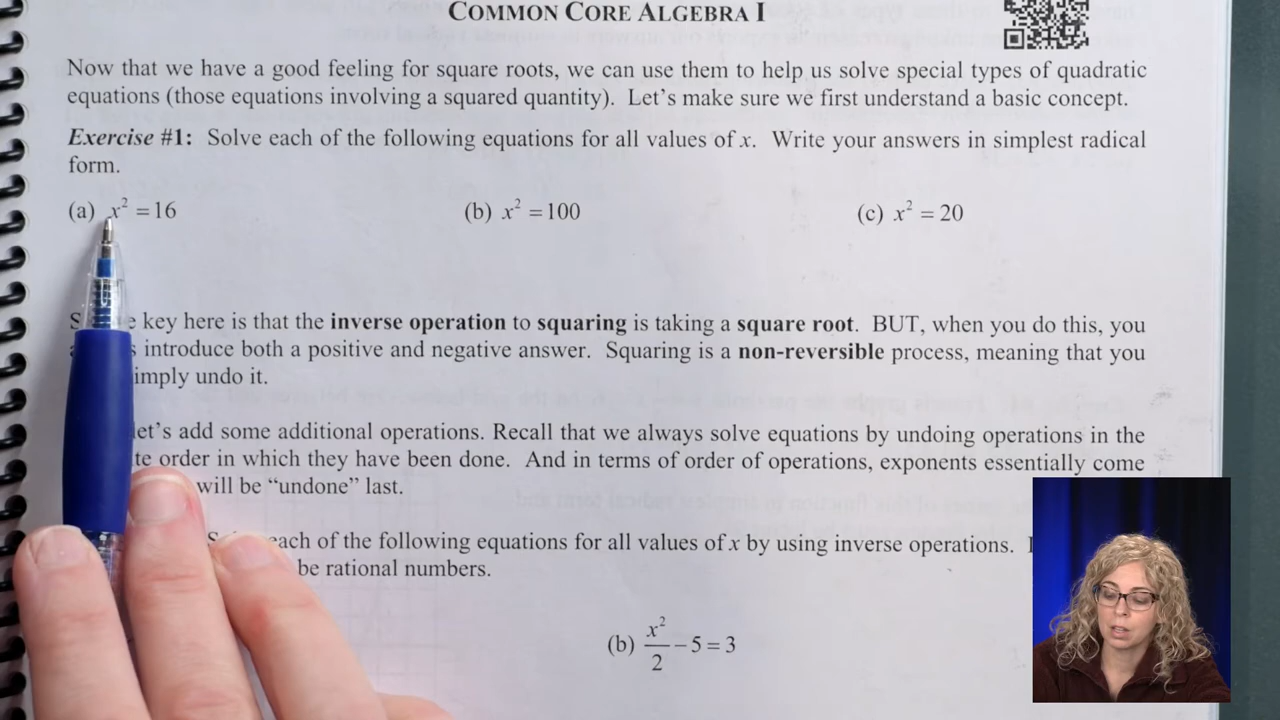 COMMON CORE ALGEBRA I
Now that we have a good feeling for square roots, we can use them to help us solve special types of quadratic
equations (those equations involving a squared quantity). Let's make sure we first understand a basic concept.
Exercise #1: Solve each of the following equations for all values of x. Write your answers in simplest radical
form.
(a) x² = 16 (b) x² = 100 (c) x² = 20
key here is that the inverse operation to squaring is taking a square root. BUT, when you do this, you
introduce both a positive and negative answer. Squaring is a non-reversible process, meaning that you
imply undo it.
let's add some additional operations. Recall that we always solve equations by undoing operations in the
te order in which they have been done. And in terms of order of operations, exponents essentially come
will be “undone” last.
each of the following equations for all values of x by using inverse operations.
be rational numbers.
(b) x²/2 − 5 = 3